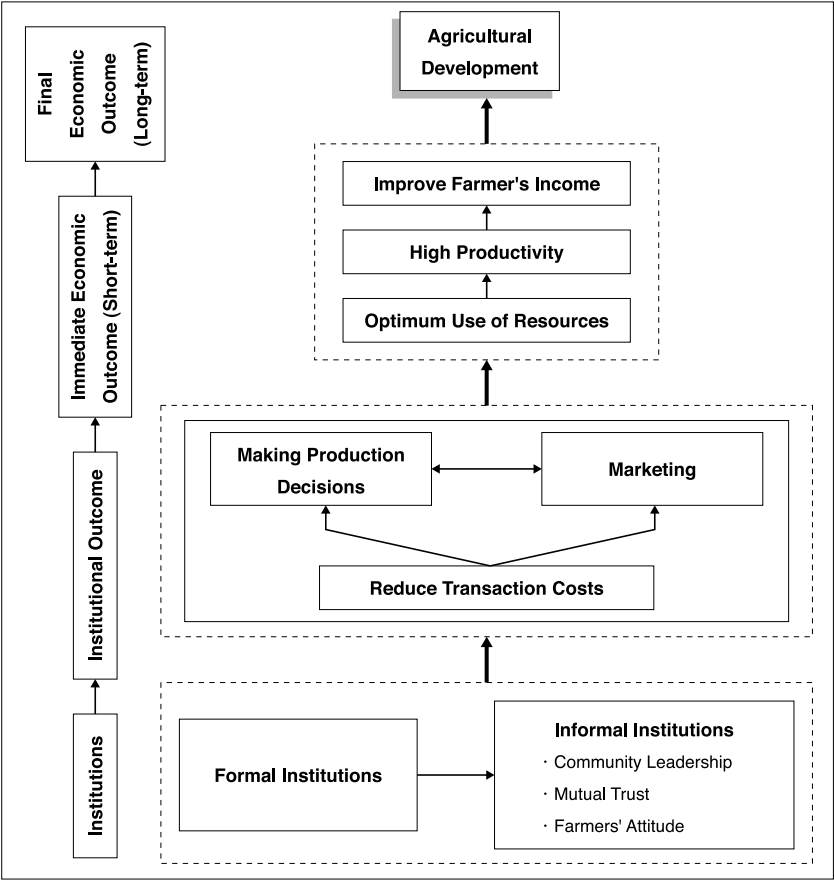 Final
Economic
Outcome
(Long-term)
Immediate Economic
Outcome (Short-term)
Institutional Outcome
Institutions
Agricultural
Development
Improve Farmer's Income
High Productivity
Optimum Use of Resources
Making Production
Decisions
Marketing
Reduce Transaction Costs
Formal Institutions
Informal Institutions
· Community Leadership
· Mutual Trust
· Farmers' Attitude